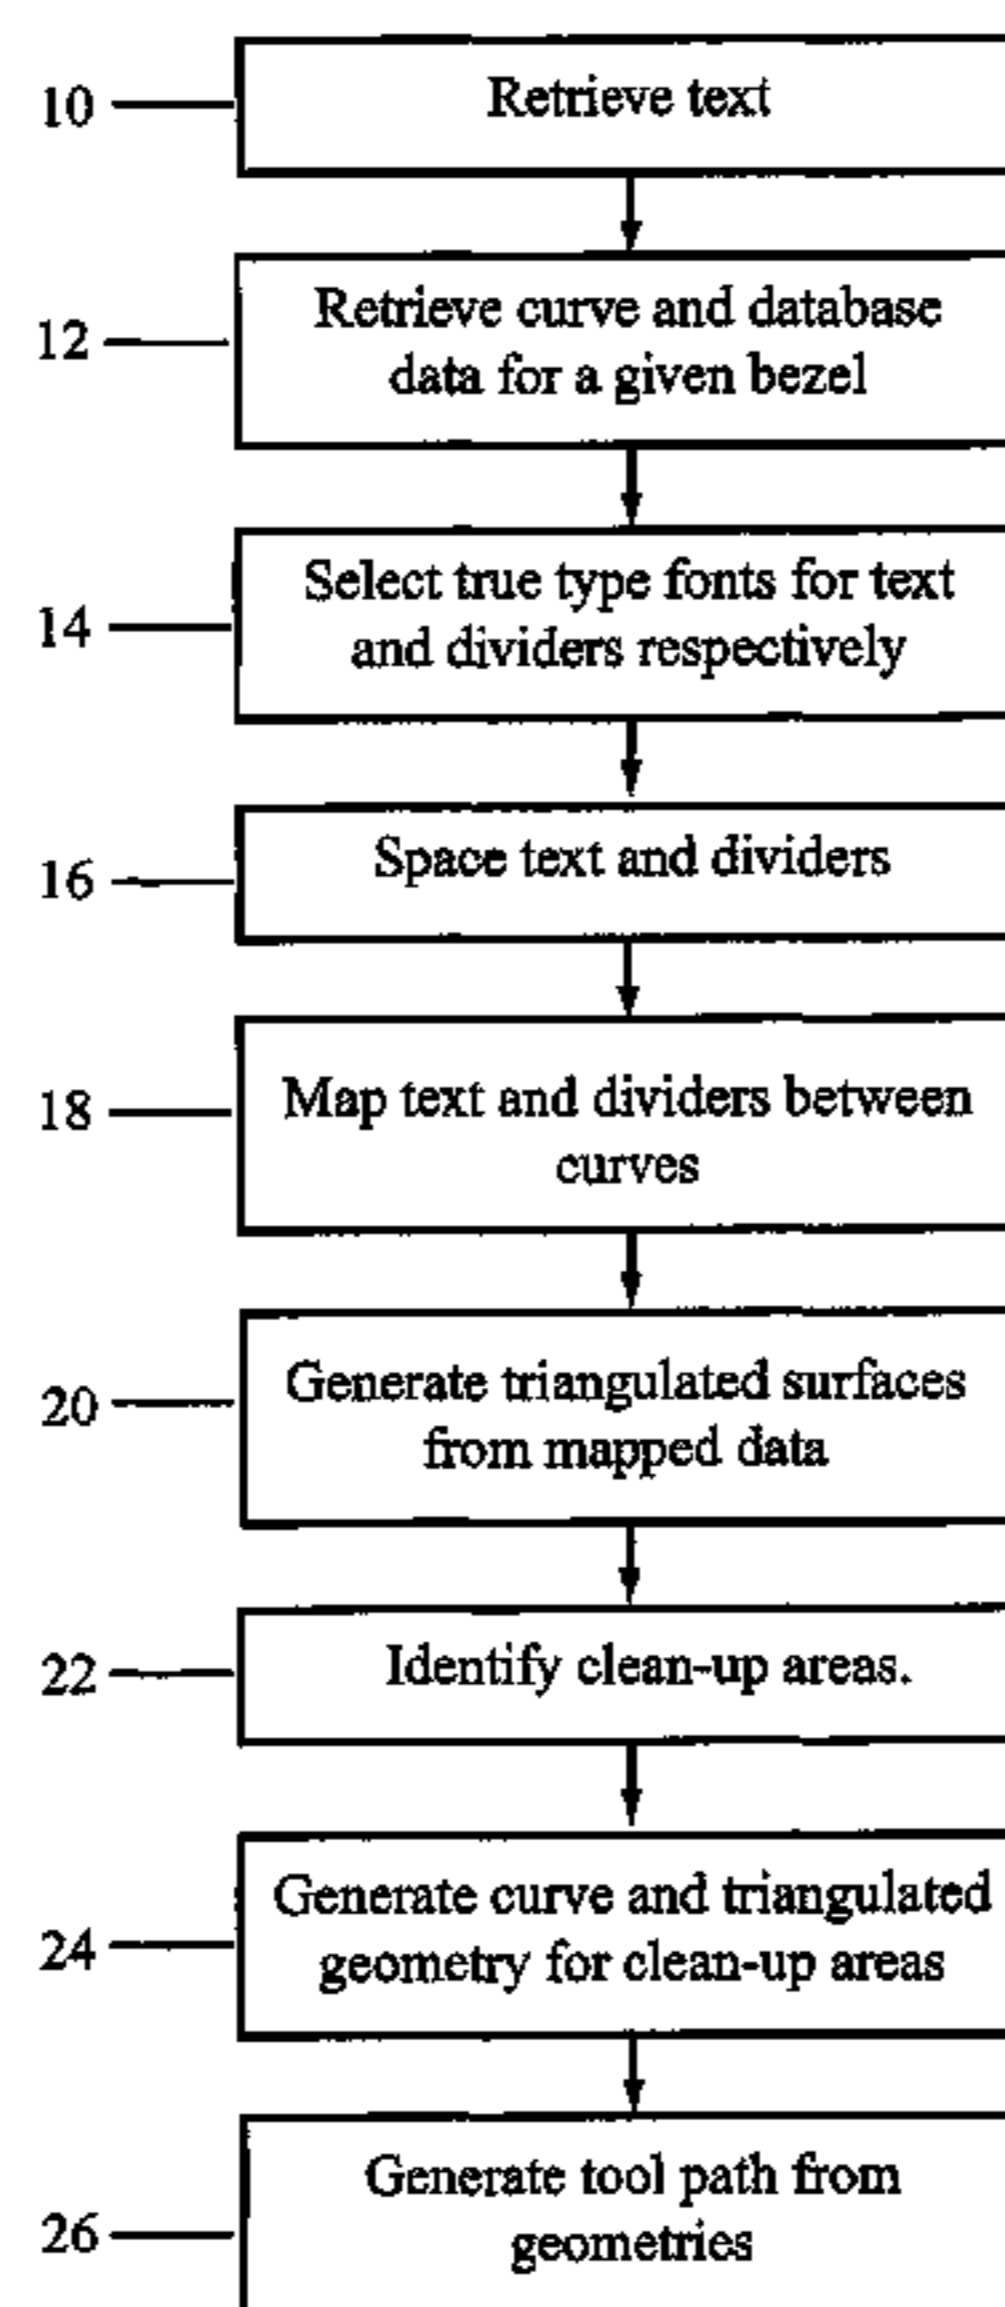 10
Retrieve text
12
Retrieve curve and database
data for a given bezel
14
Select true type fonts for text
and dividers respectively
16
Space text and dividers
18
Map text and dividers between
curves
20
Generate triangulated surfaces
from mapped data
22
Identify clean-up areas.
24
Generate curve and triangulated
geometry for clean-up areas
26
Generate tool path from
geometries